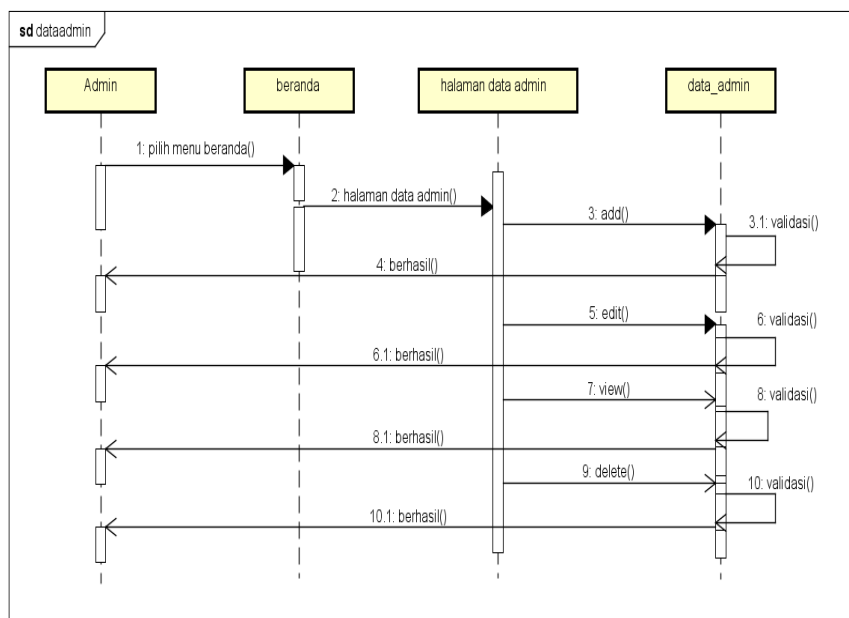 sd dataadmin
Admin
beranda
halaman data admin
data_admin
1: pilih menu beranda()
2: halaman data admin()
3: add()
3.1: validasi()
4: berhasil()
5: edit()
6: validasi()
6.1: berhasil()
7: view()
8: validasi()
8.1: berhasil()
9: delete()
10: validasi()
10.1: berhasil()